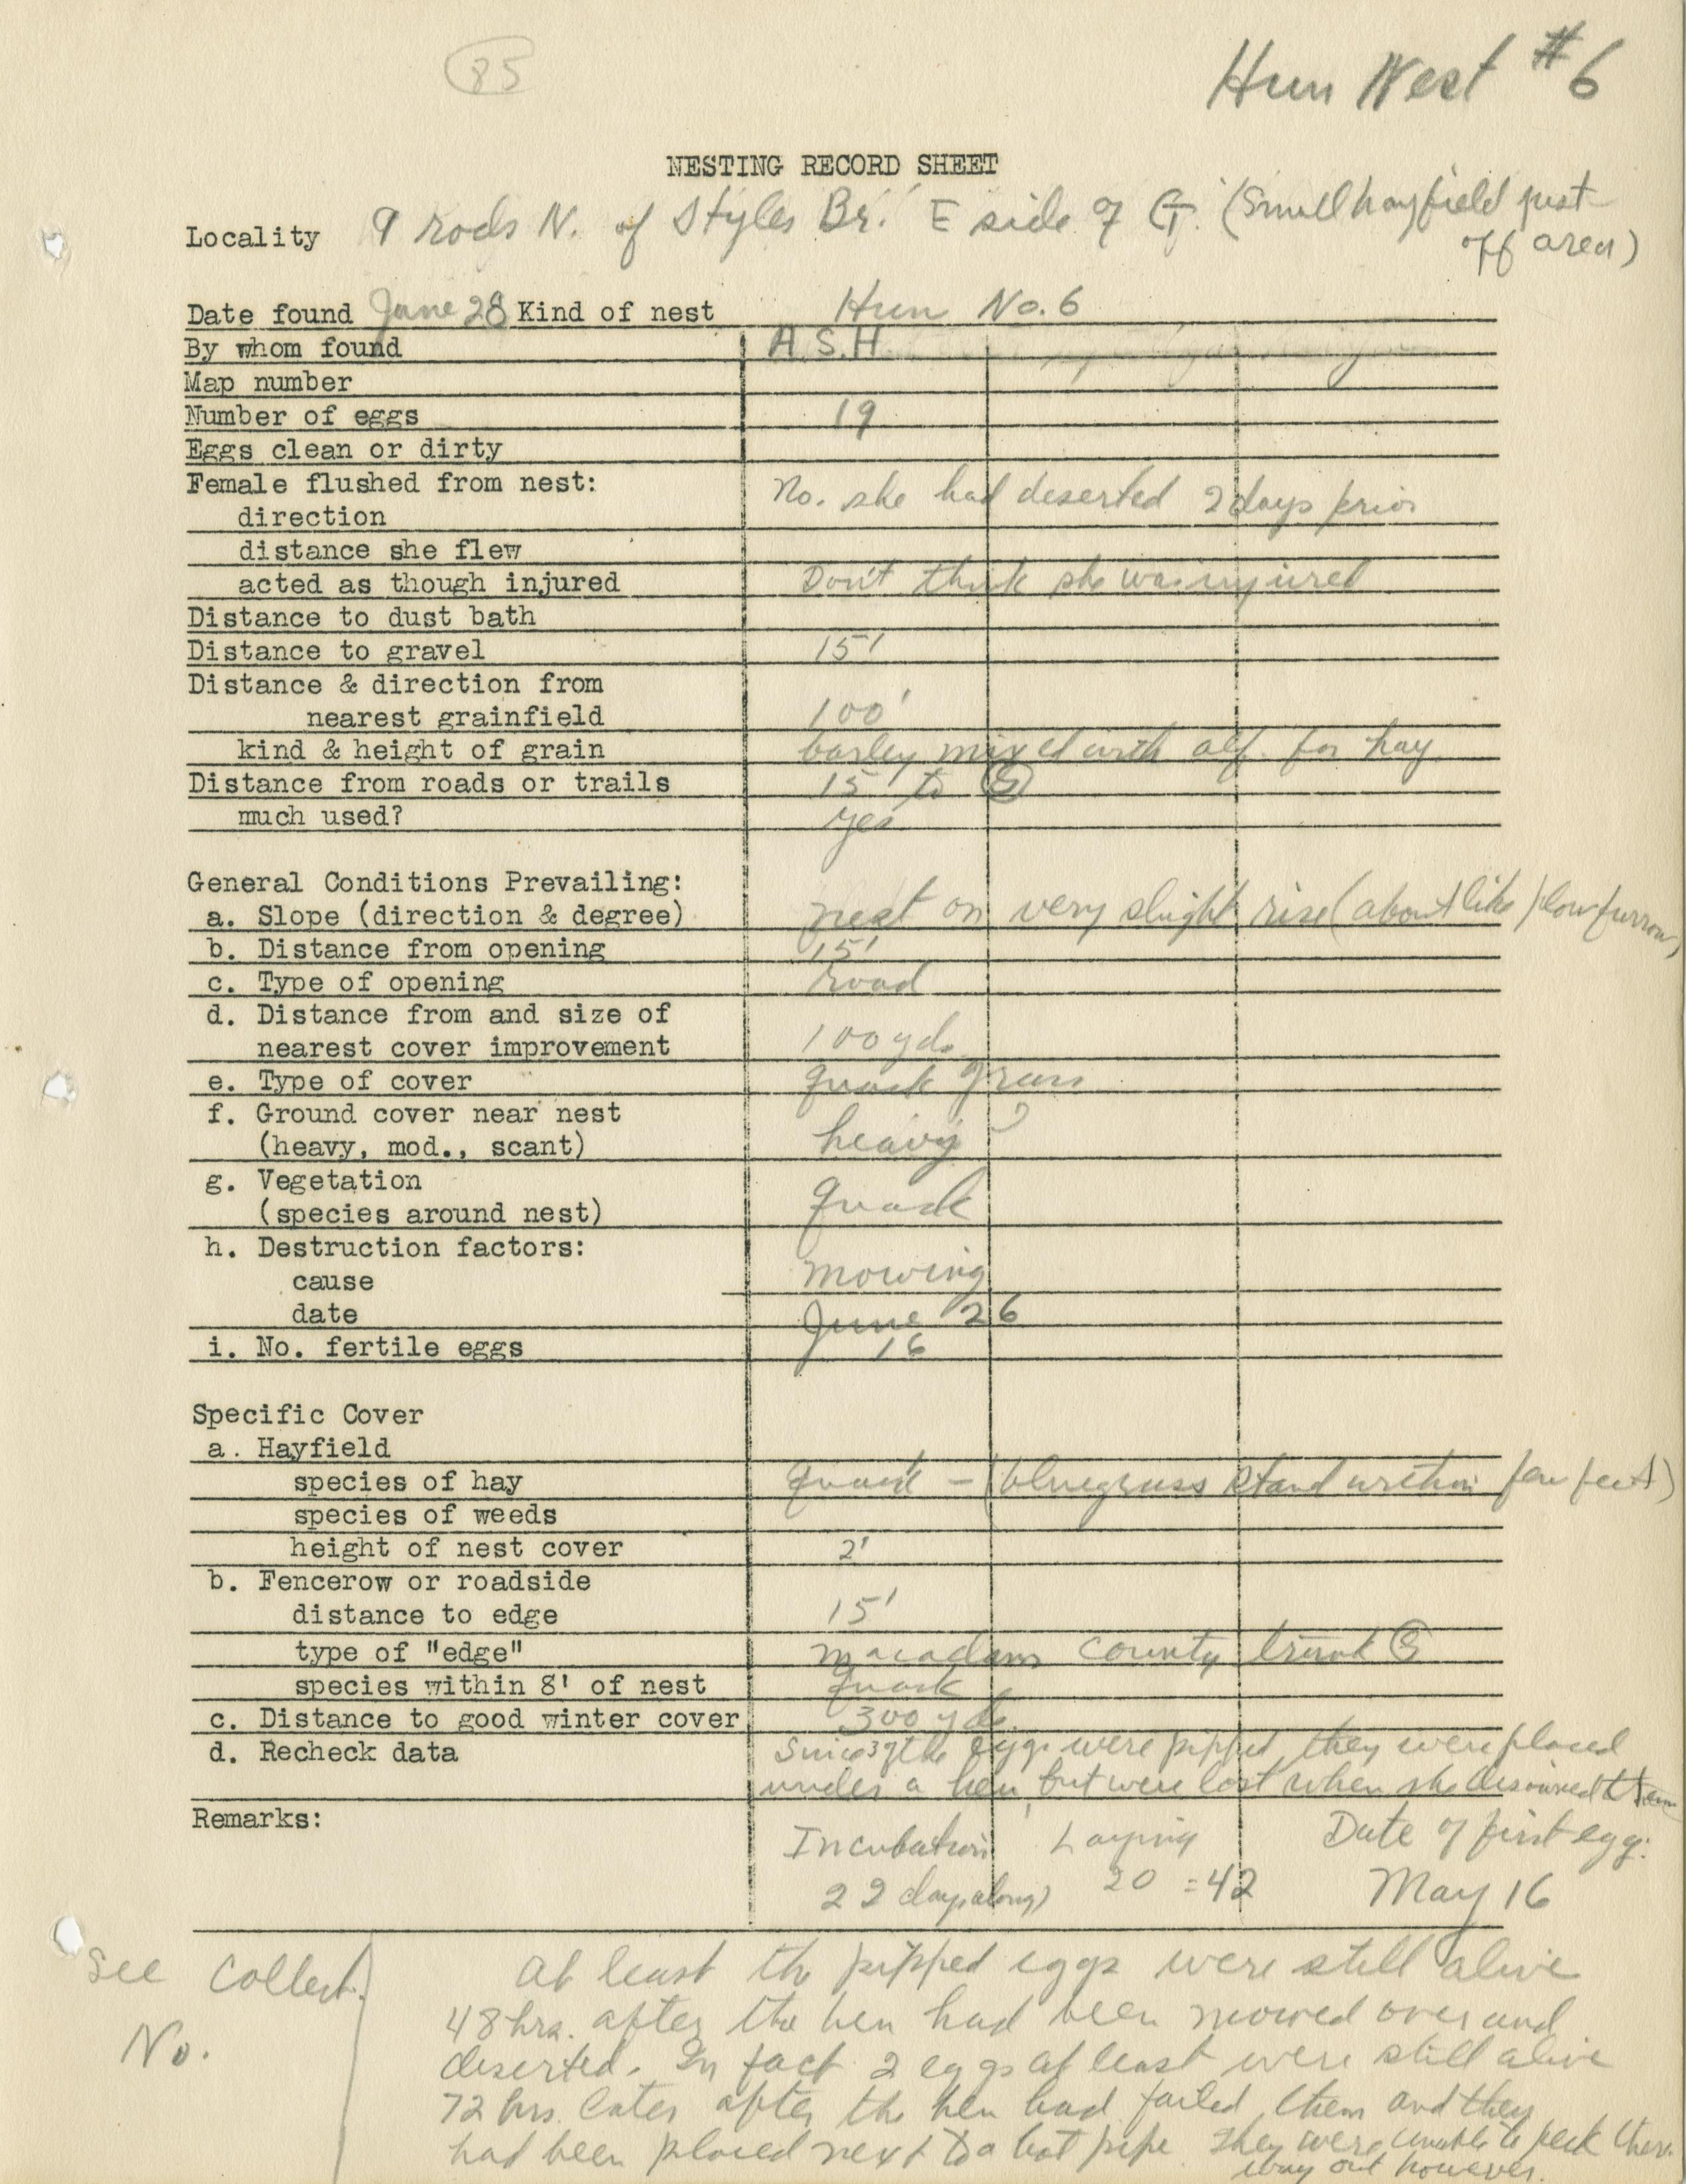 85
Hun Nest #6
NESTING RECORD SHEET
Locality 9 rods N. of Styles Br. E side of G. (Small hayfield just
off area)
Date found June 28 Kind of nest Hun No. 6
By whom found A.S.H.
Map number
Number of eggs 19
Eggs clean or dirty
Female flushed from nest: No. she had deserted 2 days prior
direction
distance she flew
acted as though injured Don't think she was injured
Distance to dust bath
Distance to gravel 15'
Distance & direction from
nearest grainfield 100'
kind & height of grain barley mixed with alf. for hay
Distance from roads or trails 15' to G
much used? yes
General Conditions Prevailing:
a. Slope (direction & degree) nest on very slight rise (about like plow furrow)
b. Distance from opening 15'
c. Type of opening road
d. Distance from and size of
nearest cover improvement 100 yds.
e. Type of cover quack grass
f. Ground cover near nest
(heavy, mod., scant) heavy
g. Vegetation
(species around nest) quack
h. Destruction factors:
cause mowing
date June 26
i. No. fertile eggs 16
Specific Cover
a. Hayfield
species of hay quack - (bluegrass stand within few feet)
species of weeds
height of nest cover 2'
b. Fencerow or roadside
distance to edge 15'
type of "edge" macadam county trunk G
species within 8' of nest quack
c. Distance to good winter cover 300 yds.
d. Recheck data Since 3 of the eggs were pipped, they were placed
under a hen, but were lost when she disowned them
Remarks: Incubation Laying Date of first egg:
22 days along) 20 = 42 May 16
See Collect.
No.
At least the pipped eggs were still alive
48 hrs. after the hen had been mowed over and
deserted. In fact 2 eggs at least were still alive
72 hrs. later after the hen had failed them and they
had been placed next to a hot pipe. They were unable to peck their
way out however.